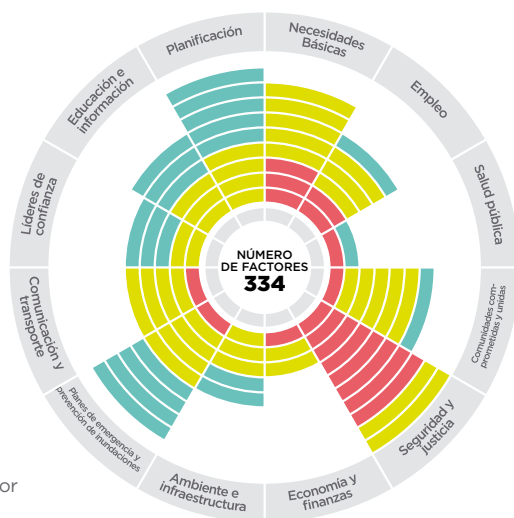 Necesidades
Básicas
Empleo
Salud pública
Comunidades com-
prometidas y unidas
Seguridad y
justicia
Economía y
finanzas
Ambiente e
infraestructura
Planes de emergencia y
prevención de inundaciones
Comunicación y
transporte
Líderes de
confianza
Educación e
información
Planificación
NÚMERO
DE FACTORES
334
or